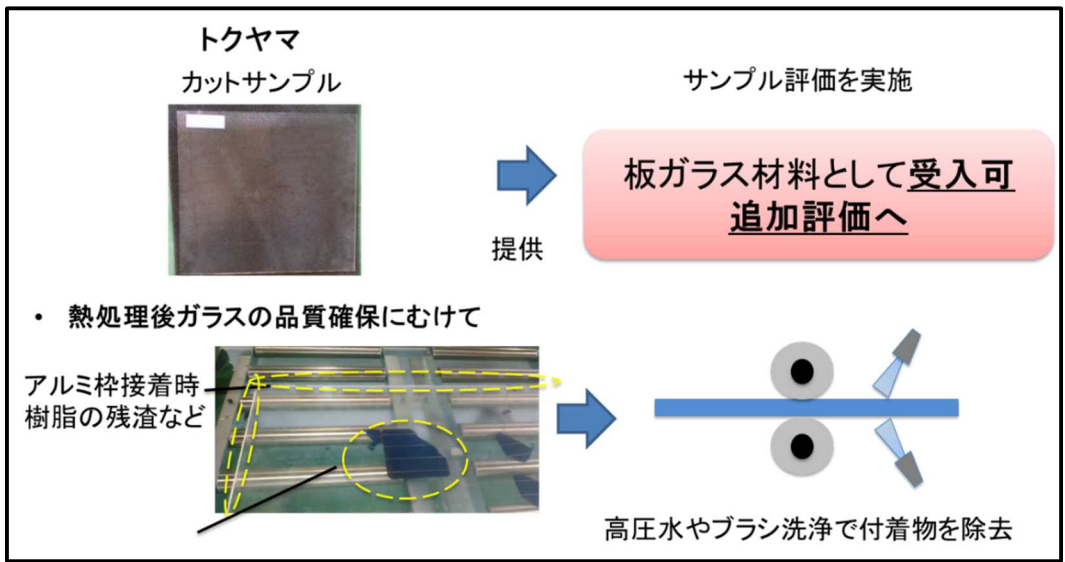 トクヤマ
カットサンプル
提供
サンプル評価を実施
板ガラス材料として受入可
追加評価へ
• 熱処理後ガラスの品質確保にむけて
アルミ枠接着時
樹脂の残渣など
高圧水やブラシ洗浄で付着物を除去